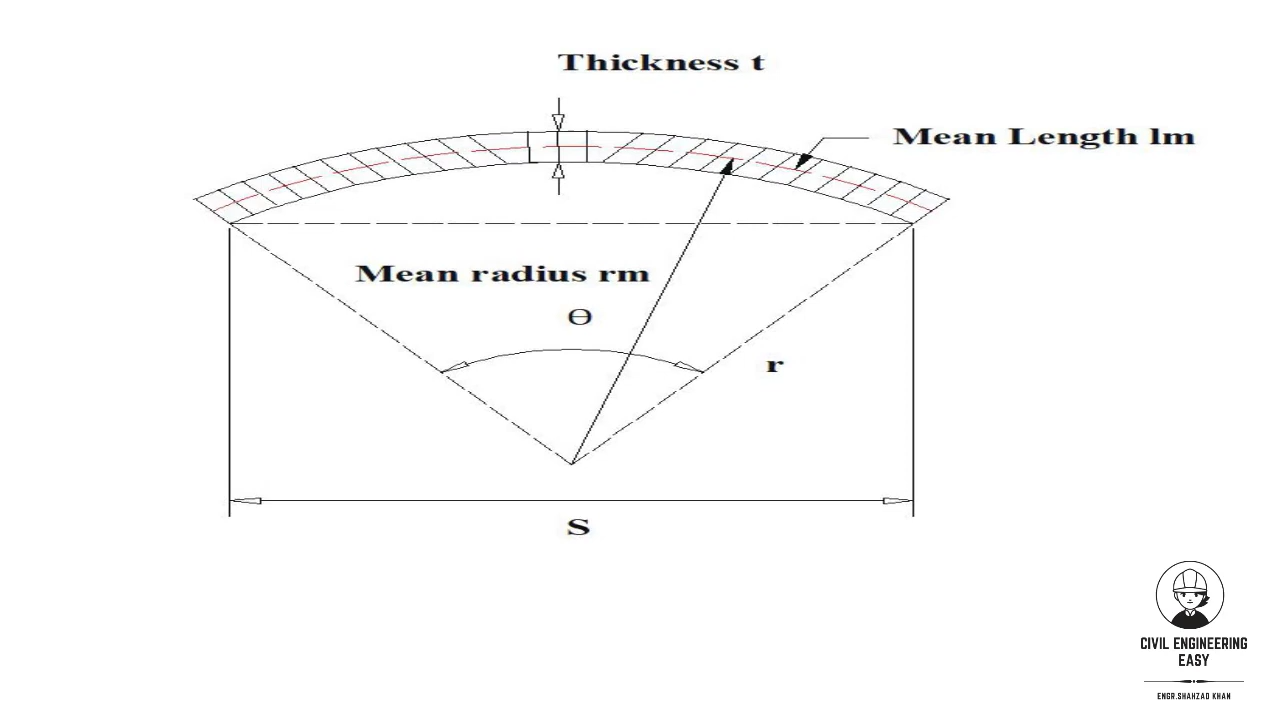 Thickness t
Mean Length lm
Mean radius rm
Θ
r
S
CIVIL ENGINEERING
EASY
ENGR.SHAHZAD KHAN